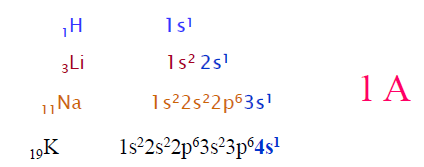 ₁H 1s¹
₃Li 1s² 2s¹
₁₁Na 1s²2s²2p⁶3s¹
1 A
₁₉K 1s²2s²2p⁶3s²3p⁶4s¹